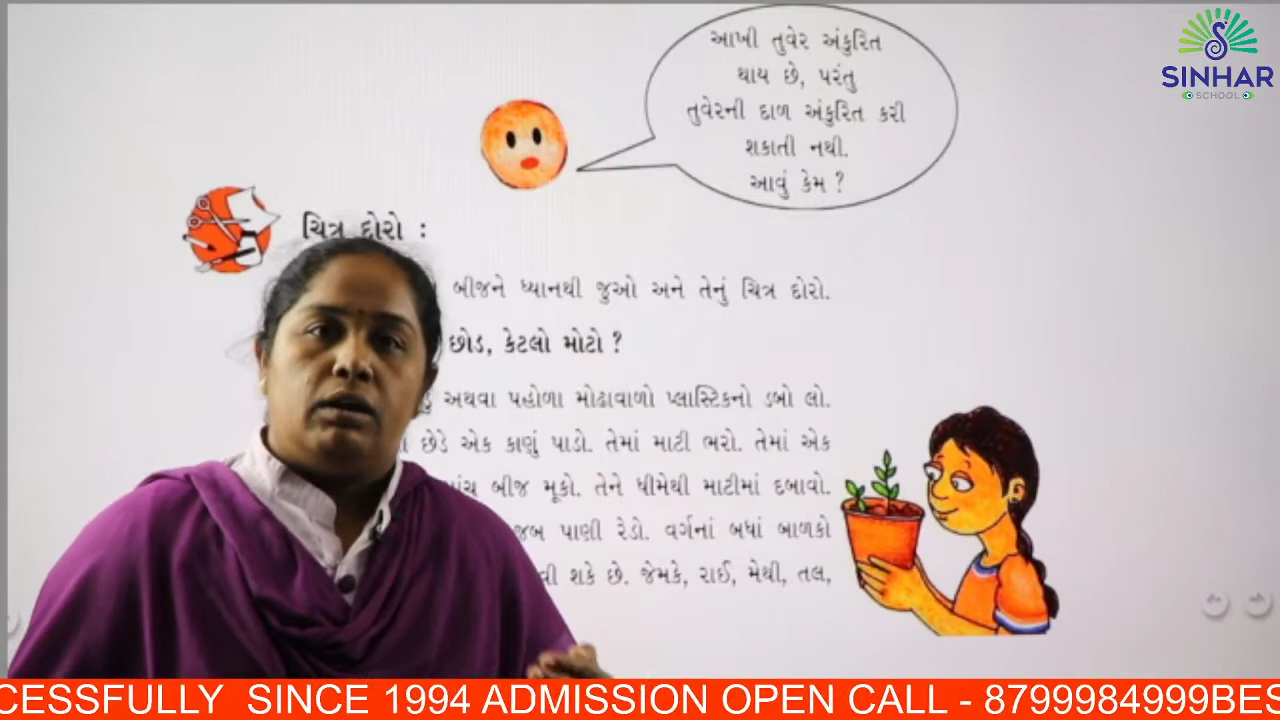 આખી તુવેર અંકુરિત
થાય છે, પરંતુ
તુવેરની દાળ અંકુરિત કરી
શકાતી નથી.
આવું કેમ ?
SINHAR
SCHOOL
ચિત્ર દોરો :
બીજને ધ્યાનથી જુઓ અને તેનું ચિત્ર દોરો.
છોડ, કેટલો મોટો ?
અથવા પહોળા મોઢાવાળો પ્લાસ્ટિકનો ડબો લો.
છેડે એક કાણું પાડો. તેમાં માટી ભરો. તેમાં એક
બીજ મૂકો. તેને ધીમેથી માટીમાં દબાવો.
પાણી રેડો. વર્ગનાં બધાં બાળકો
શકે છે. જેમકે, રાઈ, મેથી, તલ,
CESSFULLY SINCE 1994 ADMISSION OPEN CALL - 8799984999BES